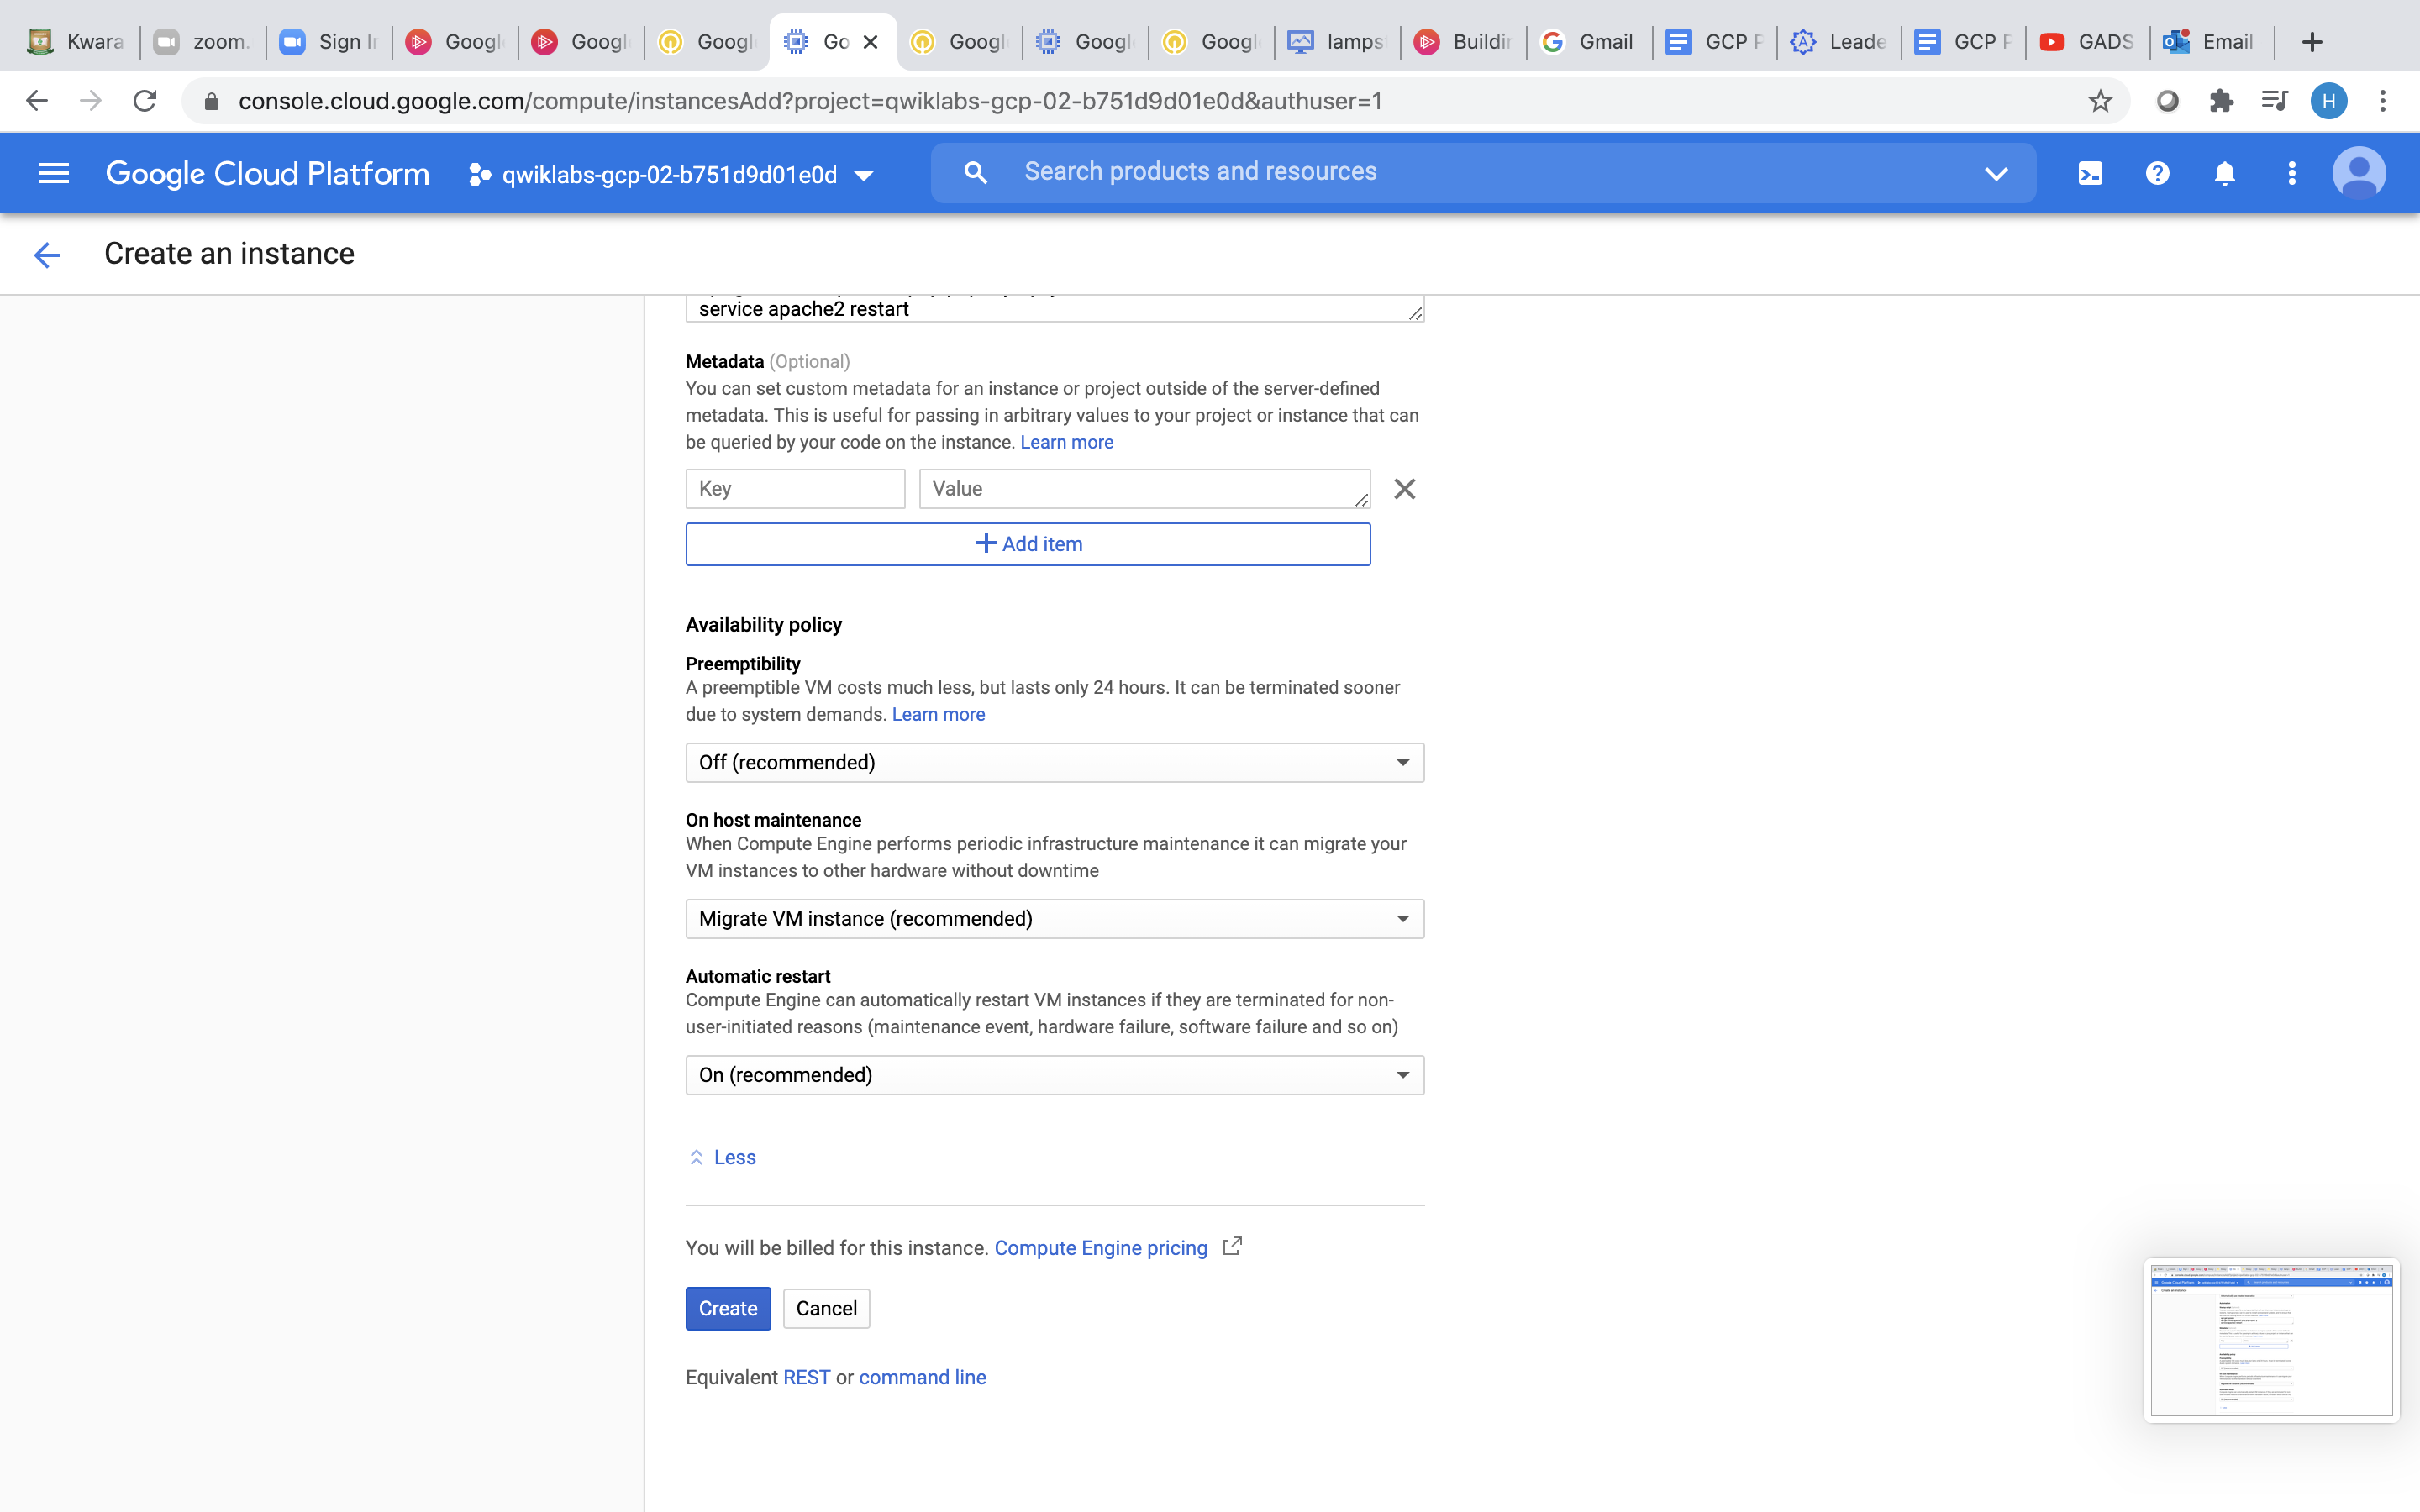 Kwara
zoom.
Sign In
Googl
Googl
Googl
Go
Googl
Googl
Googl
lamps
Buildin
Gmail
GCP P
Leade
GCP P
GADS
Email
console.cloud.google.com/compute/instancesAdd?project=qwiklabs-gcp-02-b751d9d01e0d&authuser=1
H
Google Cloud Platform
qwiklabs-gcp-02-b751d9d01e0d
Search products and resources
Create an instance
service apache2 restart
Metadata (Optional)
You can set custom metadata for an instance or project outside of the server-defined
metadata. This is useful for passing in arbitrary values to your project or instance that can
be queried by your code on the instance. Learn more
Key
Value
Add item
Availability policy
Preemptibility
A preemptible VM costs much less, but lasts only 24 hours. It can be terminated sooner
due to system demands. Learn more
Off (recommended)
On host maintenance
When Compute Engine performs periodic infrastructure maintenance it can migrate your
VM instances to other hardware without downtime
Migrate VM instance (recommended)
Automatic restart
Compute Engine can automatically restart VM instances if they are terminated for non-
user-initiated reasons (maintenance event, hardware failure, software failure and so on)
On (recommended)
Less
You will be billed for this instance. Compute Engine pricing
Create
Cancel
Equivalent REST or command line